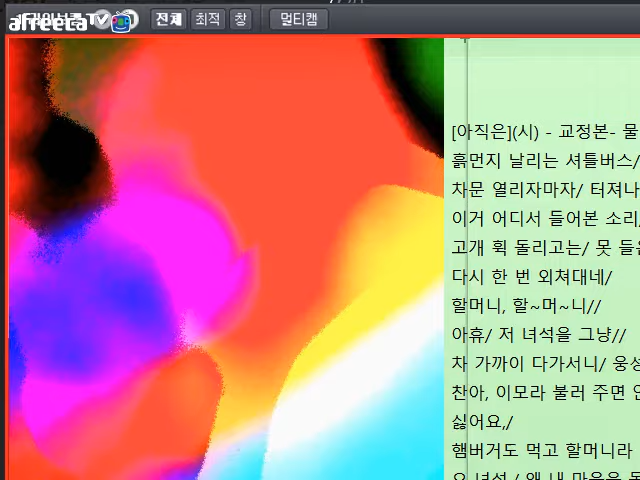 afreeca TV 전체 최적 창 멀티캠
[아직은](시) - 교정본- 물
흙먼지 날리는 셔틀버스/
차문 열리자마자/ 터져나
이거 어디서 들어본 소리,
고개 획 돌리고는/ 못 들은
다시 한 번 외쳐대네/
할머니, 할~머~니//
아휴/ 저 녀석을 그냥//
차 가까이 다가서니/ 웅성
찬아, 이모라 불러 주면 안
싫어요,/
햄버거도 먹고 할머니라